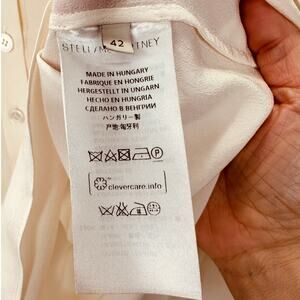 STELLA McCARTNEY
42
MADE IN HUNGARY
FABRIQUE EN HONGRIE
HERGESTELLT IN UNGARN
HECHO EN HUNGRIA
СДЕЛАНО В ВЕНГРИИ
ハンガリー製
产地:匈牙利
P
clevercare.info